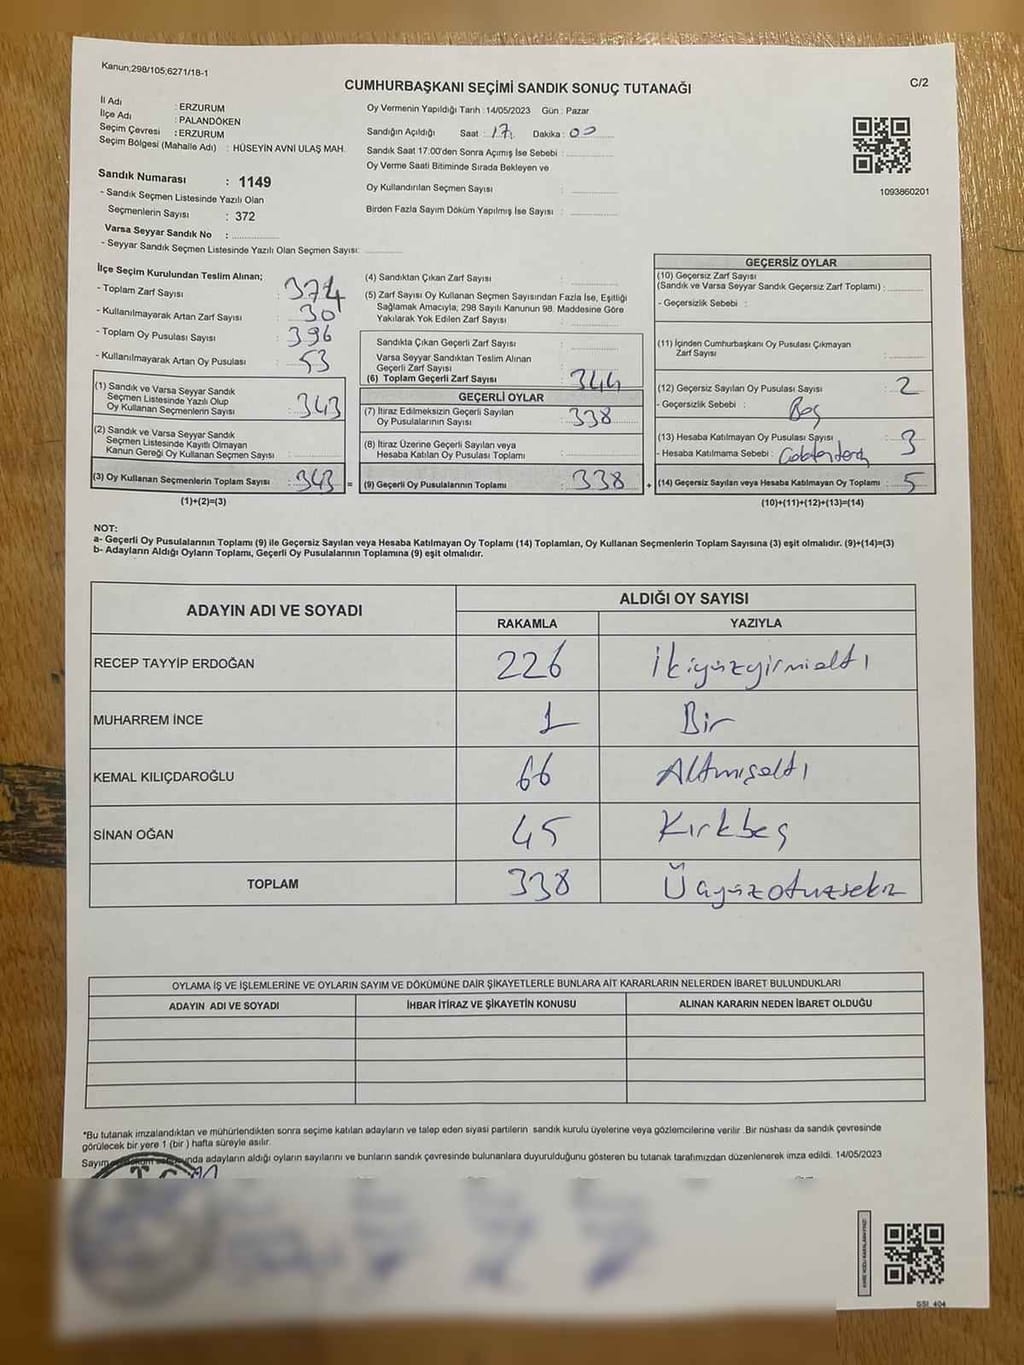 Kanun;298/105;6271/18-1
CUMHURBAŞKANI SEÇİMİ SANDIK SONUÇ TUTANAĞI
C/2
İl Adı : ERZURUM
İlçe Adı : PALANDÖKEN
Seçim Çevresi : ERZURUM
Seçim Bölgesi (Mahalle Adı) : HÜSEYİN AVNİ ULAŞ MAH.
Sandık Numarası : 1149
- Sandık Seçmen Listesinde Yazılı Olan
Seçmenlerin Sayısı : 372
Varsa Seyyar Sandık No :
- Seyyar Sandık Seçmen Listesinde Yazılı Olan Seçmen Sayısı:
Oy Vermenin Yapıldığı Tarih : 14/05/2023 Gün : Pazar
Sandığın Açıldığı Saat : 17 Dakika : 00
Sandık Saat 17:00'den Sonra Açımış İse Sebebi :
Oy Verme Saati Bitiminde Sırada Bekleyen ve
Oy Kullandırılan Seçmen Sayısı :
Birden Fazla Sayım Döküm Yapılmış İse Sayısı :
1093860201
İlçe Seçim Kurulundan Teslim Alınan;
- Toplam Zarf Sayısı : 374
- Kullanılmayarak Artan Zarf Sayısı : 30
- Toplam Oy Pusulası Sayısı : 396
- Kullanılmayarak Artan Oy Pusulası : 53
(1) Sandık ve Varsa Seyyar Sandık
Seçmen Listesinde Yazılı Olup
Oy Kullanan Seçmenlerin Sayısı : 343
(2) Sandık ve Varsa Seyyar Sandık
Seçmen Listesinde Kayıtlı Olmayan
Kanun Gereği Oy Kullanan Seçmen Sayısı :
(3) Oy Kullanan Seçmenlerin Toplam Sayısı : 343 =
(1)+(2)=(3)
(4) Sandıktan Çıkan Zarf Sayısı :
(5) Zarf Sayısı Oy Kullanan Seçmen Sayısından Fazla İse, Eşitliği
Sağlamak Amacıyla; 298 Sayılı Kanunun 98. Maddesine Göre
Yakılarak Yok Edilen Zarf Sayısı :
Sandıkta Çıkan Geçerli Zarf Sayısı :
Varsa Seyyar Sandıktan Teslim Alınan
Geçerli Zarf Sayısı :
(6) Toplam Geçerli Zarf Sayısı : 344
GEÇERLİ OYLAR
(7) İtiraz Edilmeksizin Geçerli Sayılan
Oy Pusulalarının Sayısı : 338
(8) İtiraz Üzerine Geçerli Sayılan veya
Hesaba Katılan Oy Pusulası Toplamı :
(9) Geçerli Oy Pusulalarının Toplamı : 338 +
GEÇERSİZ OYLAR
(10) Geçersiz Zarf Sayısı
(Sandık ve Varsa Seyyar Sandık Geçersiz Zarf Toplamı) :
- Geçersizlik Sebebi :
(11) İçinden Cumhurbaşkanı Oy Pusulası Çıkmayan
Zarf Sayısı :
(12) Geçersiz Sayılan Oy Pusulası Sayısı : 2
- Geçersizlik Sebebi : Boş
(13) Hesaba Katılmayan Oy Pusulası Sayısı : 3
- Hesaba Katılmama Sebebi :
(14) Geçersiz Sayılan veya Hesaba Katılmayan Oy Toplamı : 5
(10)+(11)+(12)+(13)=(14)
NOT:
a- Geçerli Oy Pusulalarının Toplamı (9) ile Geçersiz Sayılan veya Hesaba Katılmayan Oy Toplamı (14) Toplamları, Oy Kullanan Seçmenlerin Toplam Sayısına (3) eşit olmalıdır. (9)+(14)=(3)
b- Adayların Aldığı Oyların Toplamı, Geçerli Oy Pusulalarının Toplamına (9) eşit olmalıdır.
ADAYIN ADI VE SOYADI
ALDIĞI OY SAYISI
RAKAMLA YAZIYLA
RECEP TAYYİP ERDOĞAN 226 İkiyüzyirmialtı
MUHARREM İNCE 1 Bir
KEMAL KILIÇDAROĞLU 66 Altmışaltı
SİNAN OĞAN 45 Kırkbeş
TOPLAM 338 Üçyüzotuzsekiz
OYLAMA İŞ VE İŞLEMLERİNE VE OYLARIN SAYIM VE DÖKÜMÜNE DAİR ŞİKAYETLERLE BUNLARA AİT KARARLARIN NELERDEN İBARET BULUNDUKLARI
ADAYIN ADI VE SOYADI İHBAR İTİRAZ VE ŞİKAYETİN KONUSU ALINAN KARARIN NEDEN İBARET OLDUĞU
*Bu tutanak imzalandıktan ve mühürlendikten sonra seçime katılan adayların ve talep eden siyasi partilerin sandık kurulu üyelerine veya gözlemcilerine verilir .Bir nüshası da sandık çevresinde
görülecek bir yere 1 (bir ) hafta süreyle asılır.
Sayım adayların aldığı oyların sayılarını ve bunların sandık çevresinde bulunanlara duyurulduğunu gösteren bu tutanak tarafımızdan düzenlenerek imza edildi. 14/05/2023
GSI_404